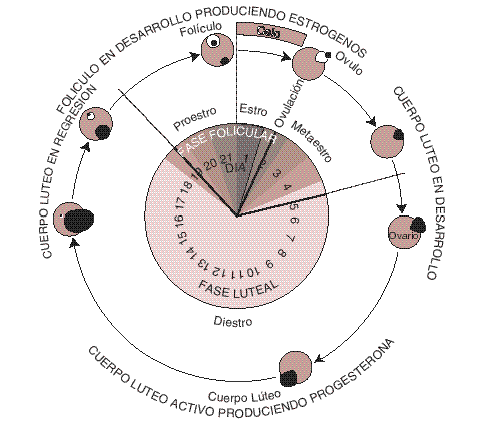 FOLICULO EN DESARROLLO PRODUCIENDO ESTROGENOS
Folículo
Celo
Ovulo
Proestro
Estro
Ovulación
Metaestro
CUERPO LUTEO EN REGRESION
CUERPO LUTEO EN DESARROLLO
FASE FOLICULAR
DIA
1
2
3
4
5
6
7
8
9
10
11
12
13
14
15
16
17
18
19
20
21
FASE LUTEAL
Ovario
Diestro
Cuerpo Lúteo
CUERPO LUTEO ACTIVO PRODUCIENDO PROGESTERONA